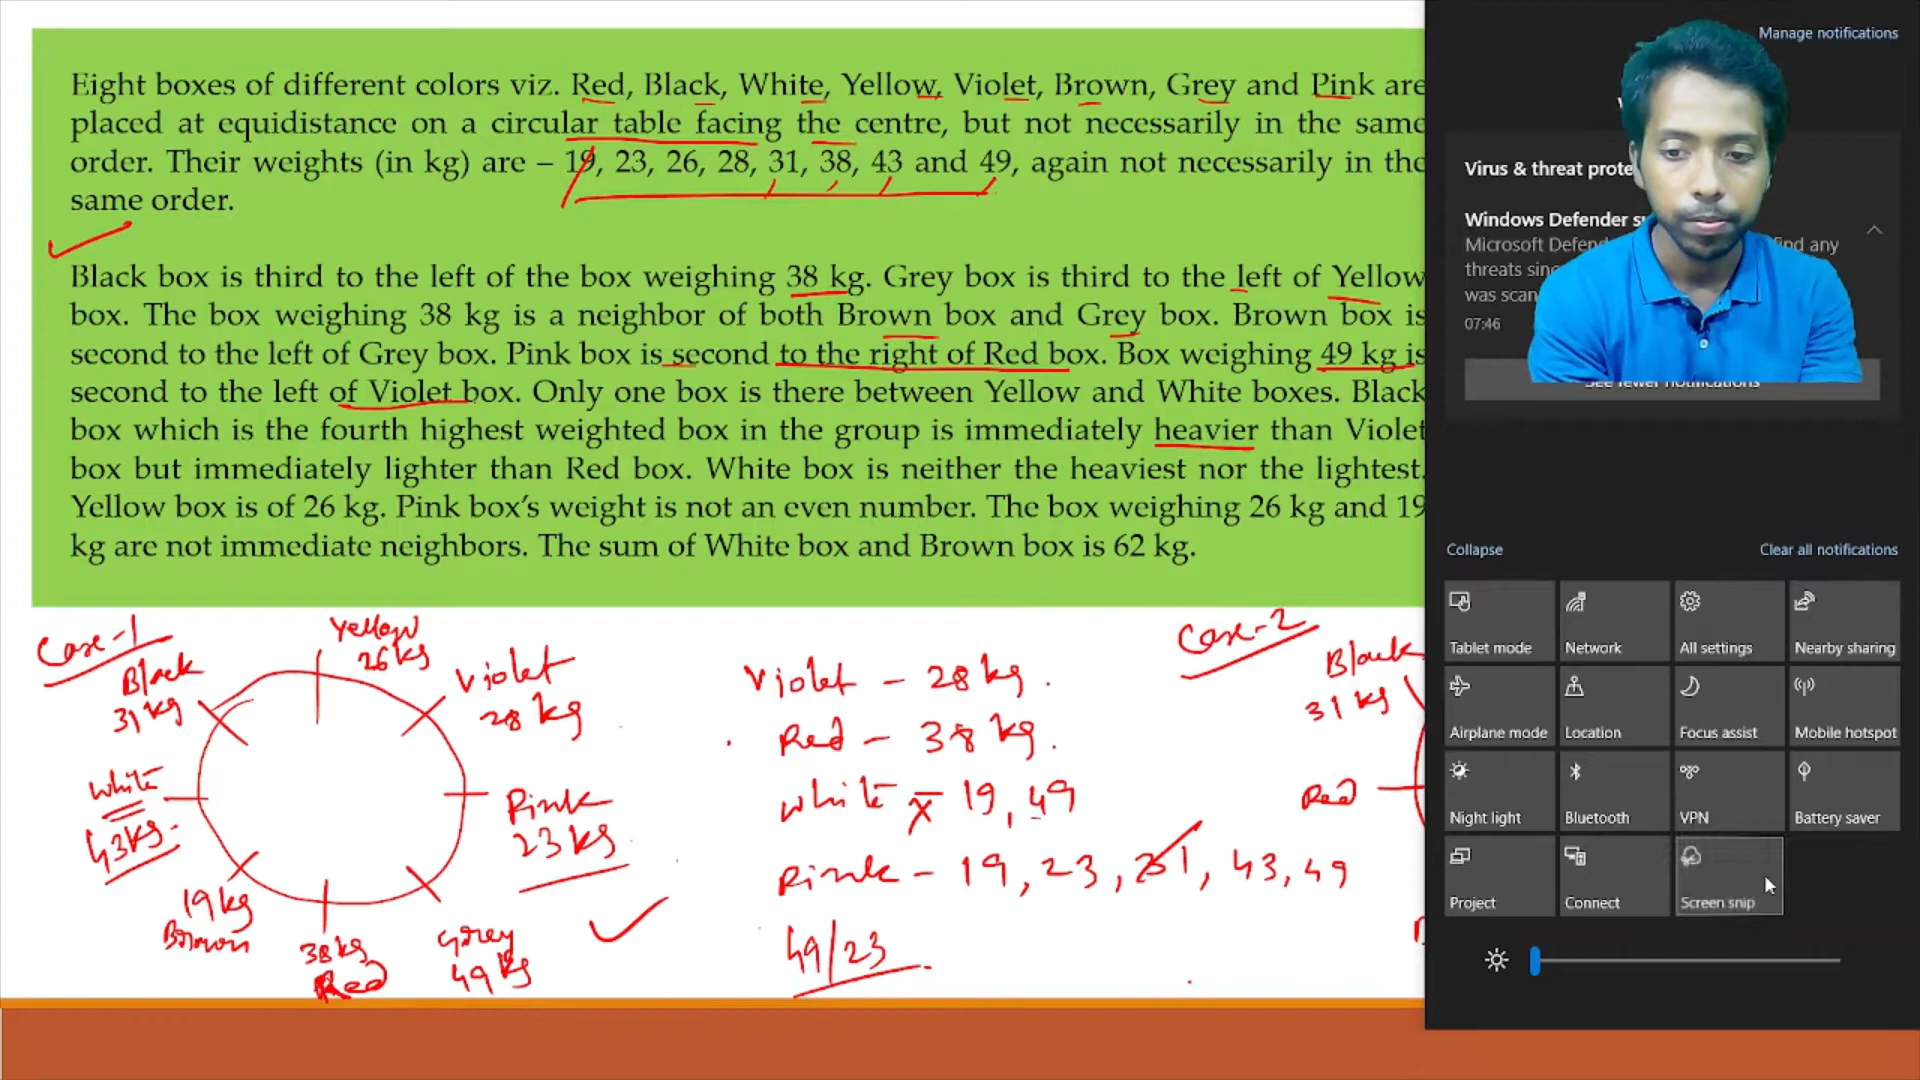 Eight boxes of different colors viz. Red, Black, White, Yellow, Violet, Brown, Grey and Pink are
placed at equidistance on a circular table facing the centre, but not necessarily in the same
order. Their weights (in kg) are – 19, 23, 26, 28, 31, 38, 43 and 49, again not necessarily in the
same order.
Black box is third to the left of the box weighing 38 kg. Grey box is third to the left of Yellow
box. The box weighing 38 kg is a neighbor of both Brown box and Grey box. Brown box is
second to the left of Grey box. Pink box is second to the right of Red box. Box weighing 49 kg is
second to the left of Violet box. Only one box is there between Yellow and White boxes. Black
box which is the fourth highest weighted box in the group is immediately heavier than Violet
box but immediately lighter than Red box. White box is neither the heaviest nor the lightest.
Yellow box is of 26 kg. Pink box's weight is not an even number. The box weighing 26 kg and 19
kg are not immediate neighbors. The sum of White box and Brown box is 62 kg.
Case-1
Yellow
26 kg
Black
31 kg
Violet
28 kg
White
43 kg
Pink
23 kg
19 kg
Brown
38 kg
Red
Grey
49 kg
Violet - 28 kg
Red - 38 kg
White x 19, 49
Pink - 19, 23, 31, 43, 49
49/23
Case-2
Black
31 kg
Red
Manage notifications
Virus & threat prote
Windows Defender su
Microsoft Defend
find any
threats sin
was scan
07:46
See fewer notifications
Collapse
Clear all notifications
Tablet mode
Network
All settings
Nearby sharing
Airplane mode
Location
Focus assist
Mobile hotspot
Night light
Bluetooth
VPN
Battery saver
Project
Connect
Screen snip